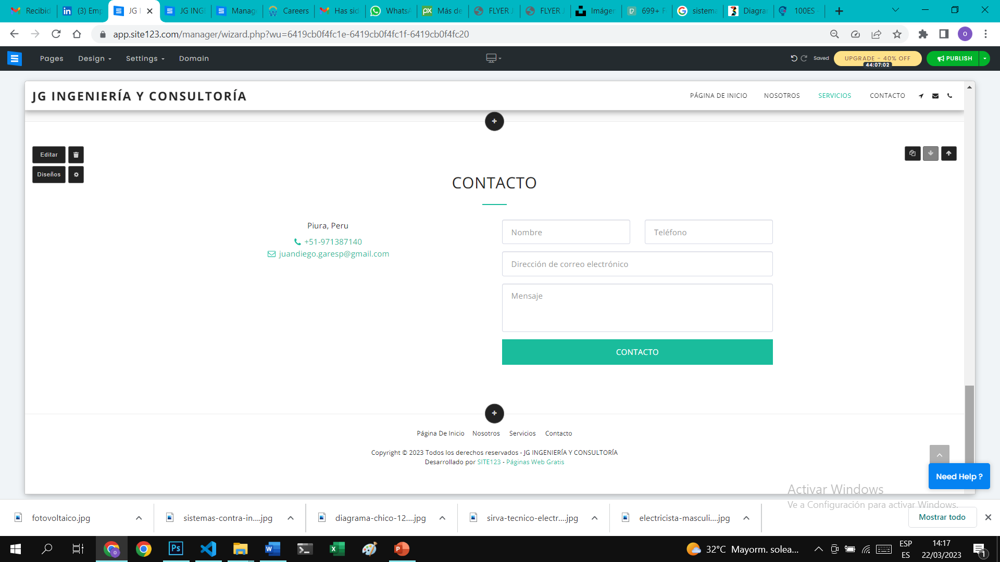 Recibid
(3) Emp
JG I
JG INGI
Manag
Careers
Has sid
WhatsA
Más de
FLYER J
FLYER J
Imágen
699+ F
sistema
Diagra
100ES -
app.site123.com/manager/wizard.php?wu=6419cb0f4fc1e-6419cb0f4fc1f-6419cb0f4fc20
O
Pages
Design
Settings
Domain
Saved
UPGRADE - 40% OFF
44:07:02
PUBLISH
JG INGENIERÍA Y CONSULTORÍA
PÁGINA DE INICIO
NOSOTROS
SERVICIOS
CONTACTO
Editar
Diseños
CONTACTO
Piura, Peru
+51-971387140
juandiego.garesp@gmail.com
Nombre
Teléfono
Dirección de correo electrónico
Mensaje
CONTACTO
Página De Inicio Nosotros Servicios Contacto
Copyright © 2023 Todos los derechos reservados - JG INGENIERÍA Y CONSULTORÍA
Desarrollado por SITE123 - Páginas Web Gratis
Need Help ?
Activar Windows
Ve a Configuración para activar Windows.
fotovoltaico.jpg
sistemas-contra-in....jpg
diagrama-chico-12....jpg
sirva-tecnico-electr....jpg
electricista-masculi....jpg
Mostrar todo
32°C Mayorm. solea...
ESP
ES
14:17
22/03/2023
1